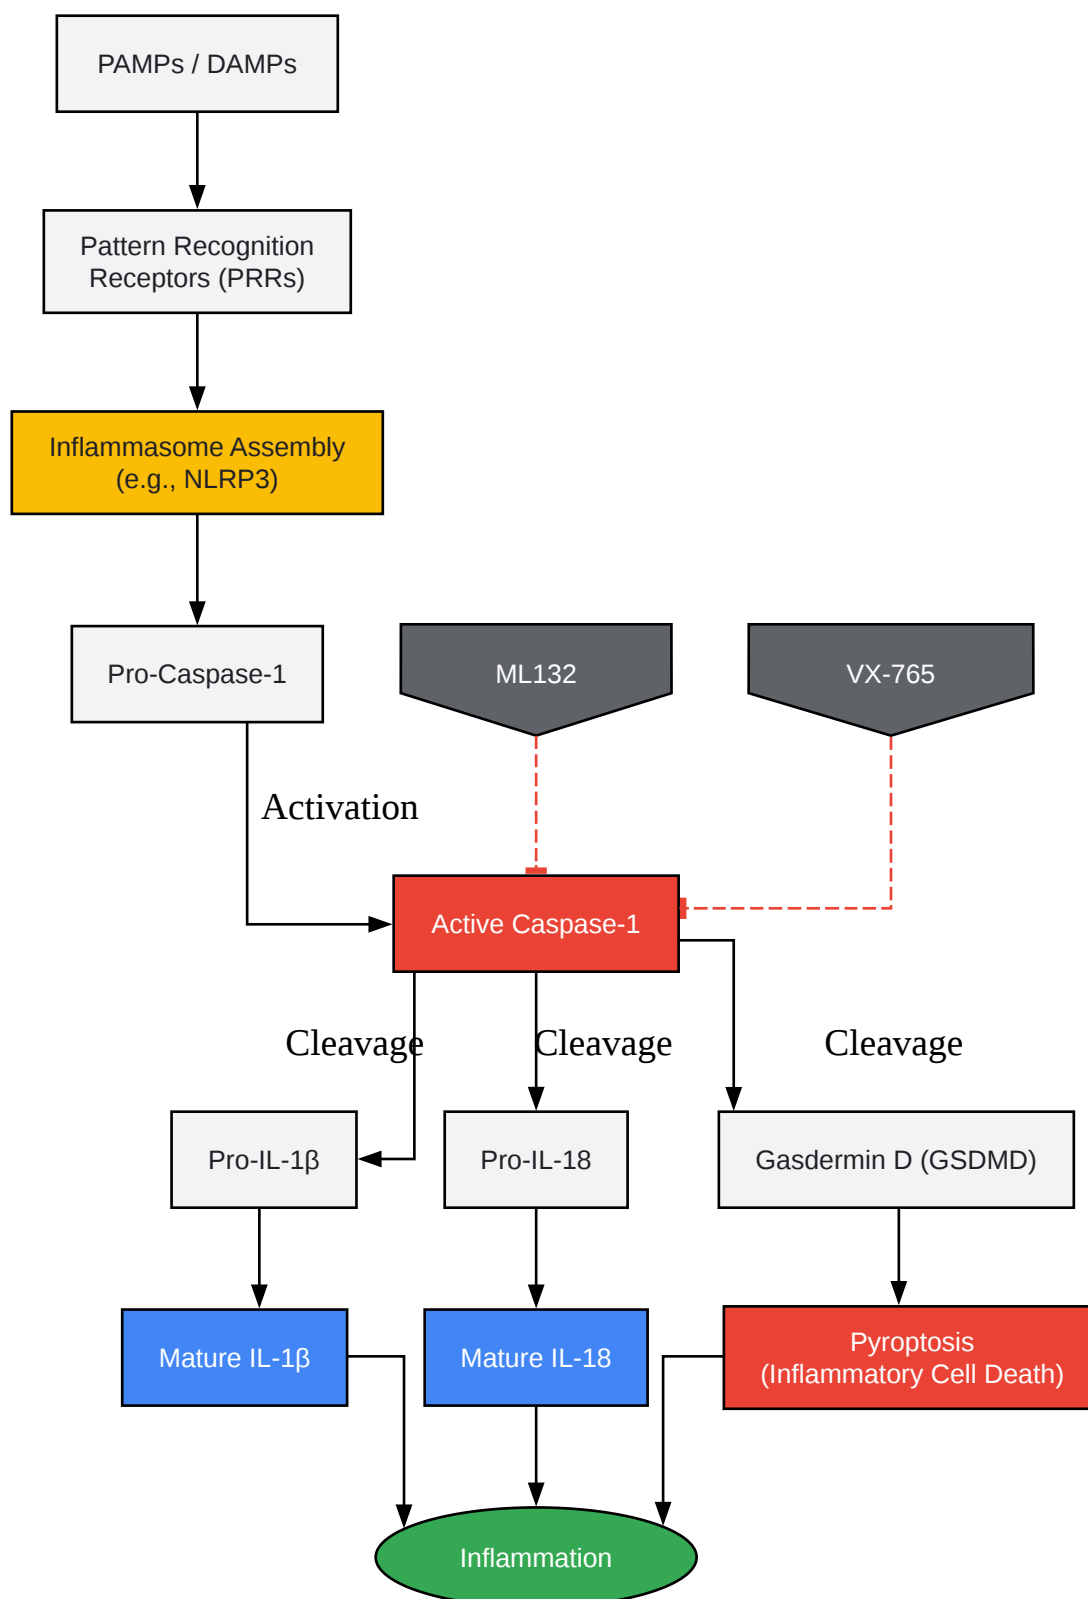 PAMPs / DAMPs
Pattern Recognition
Receptors (PRRs)
Inflammasome Assembly
(e.g., NLRP3)
Pro-Caspase-1
ML132
VX-765
Activation
Active Caspase-1
Cleavage
Cleavage
Cleavage
Pro-IL-1β
Pro-IL-18
Gasdermin D (GSDMD)
Mature IL-1β
Mature IL-18
Pyroptosis
(Inflammatory Cell Death)
Inflammation